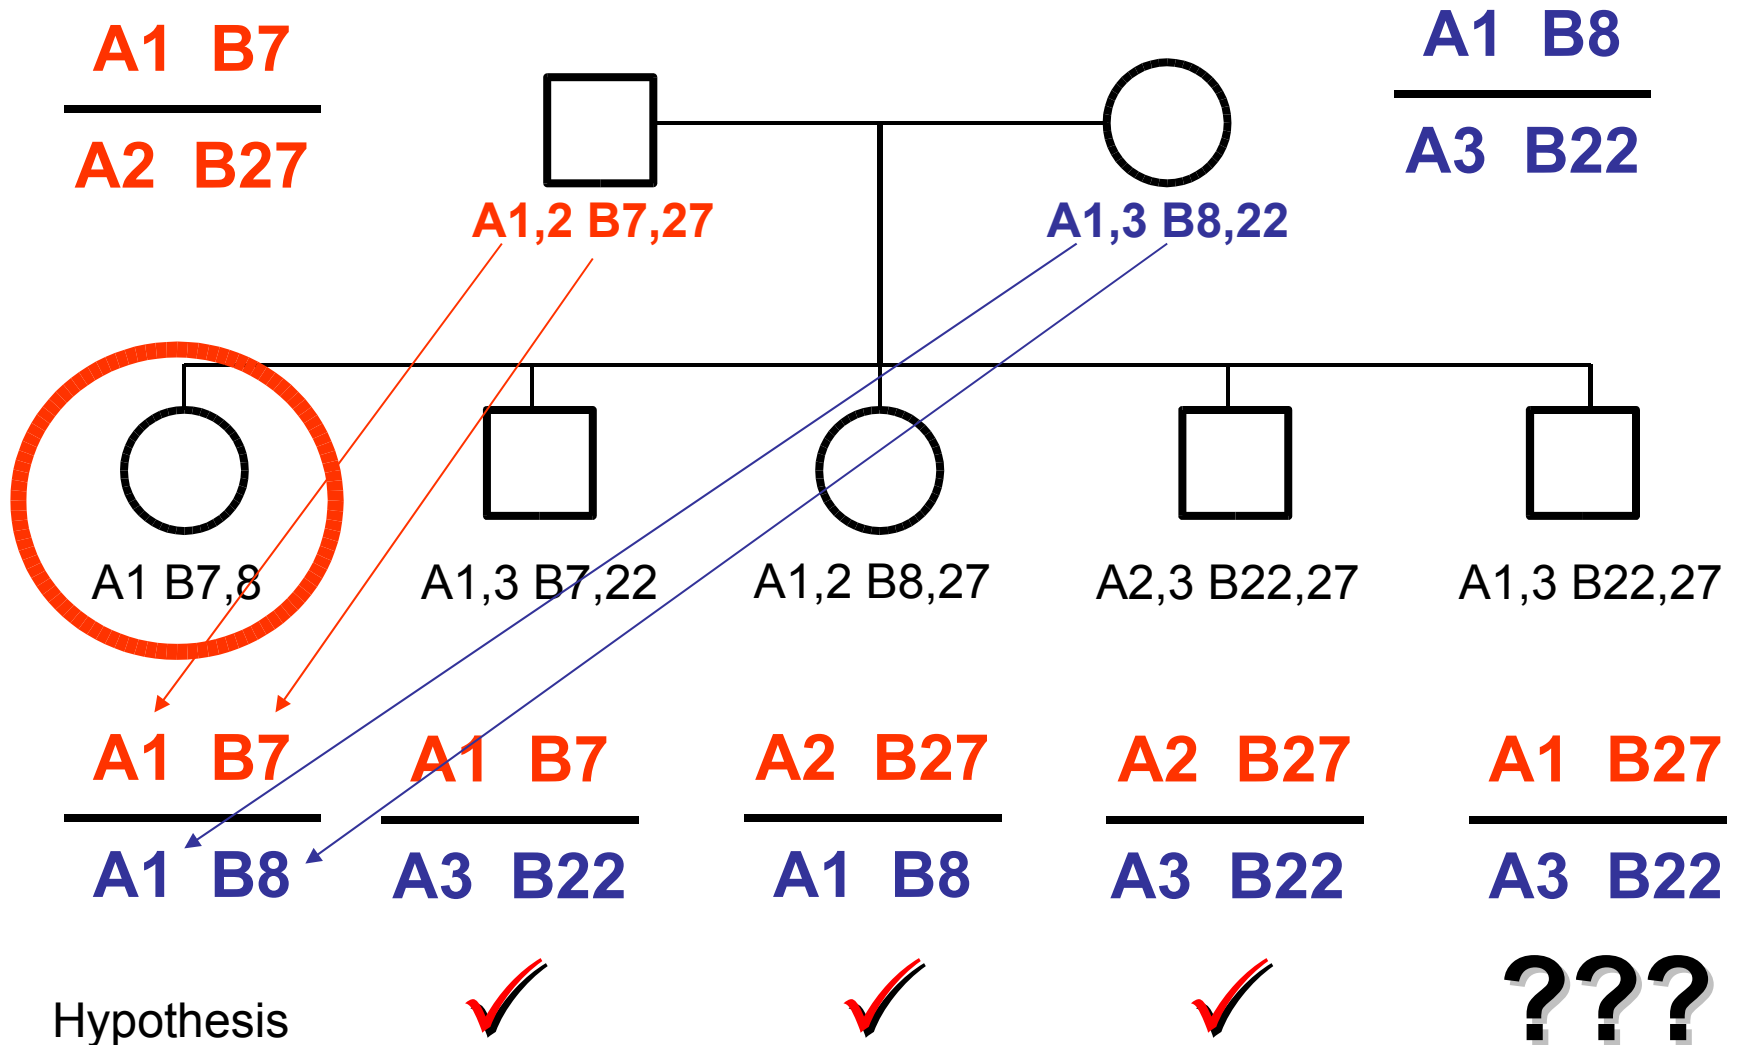 A1 B7
A2 B27
A1 B8
A3 B22
A1,2 B7,27
A1,3 B8,22
A1 B7,8
A1,3 B7,22
A1,2 B8,27
A2,3 B22,27
A1,3 B22,27
A1 B7
A1 B8
A1 B7
A3 B22
A2 B27
A1 B8
A2 B27
A3 B22
A1 B27
A3 B22
Hypothesis
???